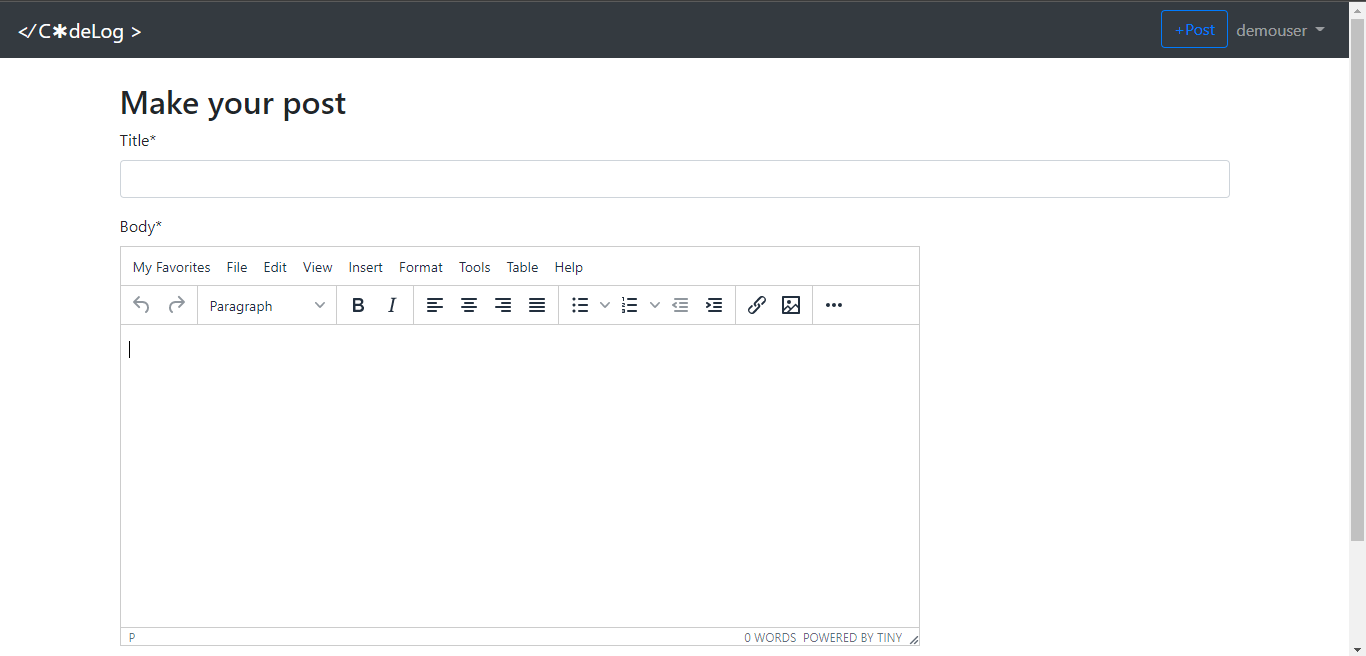 </C✱deLog >
+Post demouser
Make your post
Title*
Body*
My Favorites File Edit View Insert Format Tools Table Help
Paragraph B I
P 0 WORDS POWERED BY TINY